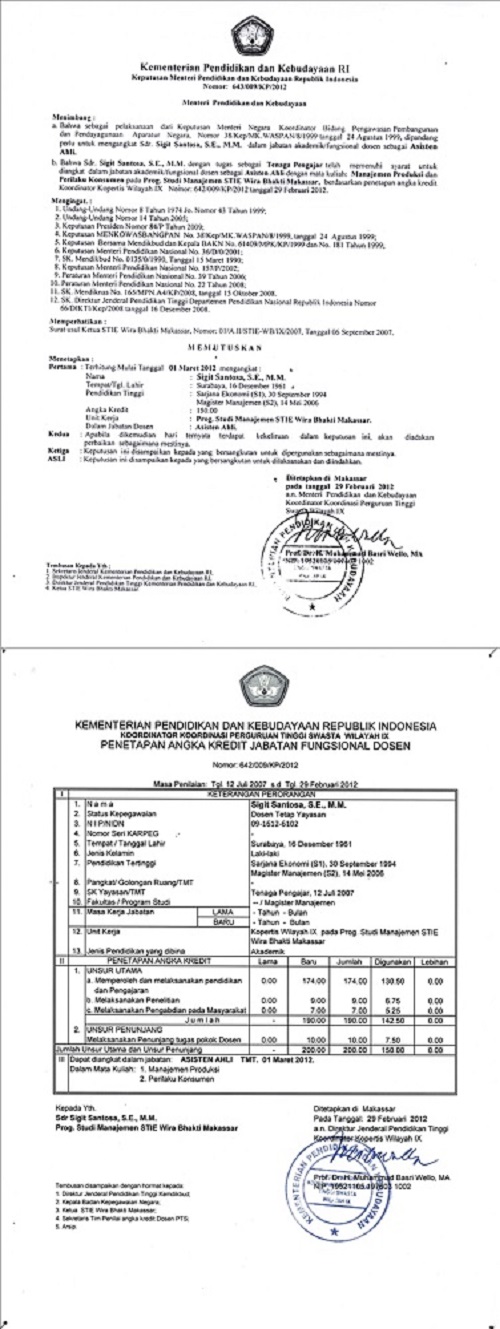 Kementerian Pendidikan dan Kebudayaan RI
Keputusan Menteri Pendidikan dan Kebudayaan Republik Indonesia
Nomor: 643/009/KP/2012
Menteri Pendidikan dan Kebudayaan
Menimbang :
a. Bahwa sebagai pelaksanaan dari Keputusan Menteri Negara Koordinator Bidang Pengawasan Pembangunan
dan Pendayagunaan Aparatur Negara, Nomor 38/Kep/MK.WASPAN/8/1999 tanggal 24 Agustus 1999, dipandang
perlu untuk mengangkat Sdr. Sigit Santosa, S.E., M.M. dalam jabatan akademik/fungsional dosen sebagai Asisten
Ahli.
b. Bahwa Sdr. Sigit Santosa, S.E., M.M. dengan tugas sebagai Tenaga Pengajar telah memenuhi syarat untuk
diangkat dalam jabatan akademik/fungsional dosen sebagai Asisten Ahli dengan mata kuliah: Manajemen Produksi dan
Perilaku Konsumen pada Prog. Studi Manajemen STIE Wira Bhakti Makassar, berdasarkan penetapan angka kredit
Koordinator Kopertis Wilayah IX Nomor: 642/009/KP/2012 tanggal 29 Februari 2012.
Mengingat :
1. Undang-Undang Nomor 8 Tahun 1974 Jo. Nomor 43 Tahun 1999;
2. Undang-Undang Nomor 14 Tahun 2005;
3. Keputusan Presiden Nomor 84/P Tahun 2009;
4. Keputusan MENKOWASBANGPAN No. 38/Kep/MK.WASPAN/8/1999, tanggal 24 Agustus 1999;
5. Keputusan Bersama Mendikbud dan Kepala BAKN No. 61409/MPK/KP/1999 dan No. 181 Tahun 1999;
6. Keputusan Menteri Pendidikan Nasional No. 36/D/O/2001;
7. SK. Mendikbud No. 0135/0/1990, Tanggal 15 Maret 1990;
8. Keputusan Menteri Pendidikan Nasional No. 157/P/2002;
9. Peraturan Menteri Pendidikan Nasional No. 39 Tahun 2006;
10. Peraturan Menteri Pendidikan Nasional No. 22 Tahun 2008;
11. SK. Mendiknas No. 165/MPN.A4/KP/2008, tanggal 15 Oktober 2008.
12. SK. Direktur Jenderal Pendidikan Tinggi Departemen Pendidikan Nasional Republik Indonesia Nomor
66/DIKTI/Kep/2008 tanggal 16 Desember 2008.
Memperhatikan :
Surat usul Ketua STIE Wira Bhakti Makassar, Nomor: Tanggal 05 September 2007.
MEMUTUSKAN
Menetapkan :
Pertama : Terhitung Mulai Tanggal 01 Maret 2012 mengangkat :
Nama : Sigit Santosa, S.E., M.M.
Tempat/Tgl. Lahir : Surabaya, 16 Desember 1961
Pendidikan Tinggi : Sarjana Ekonomi (S1), 30 September 1994
Magister Manajemen (S2), 14 Mei 2006
Angka Kredit : 150.00
Unit Kerja : Prog. Studi Manajemen STIE Wira Bhakti Makassar.
Dalam Jabatan Dosen : Asisten Ahli.
Kedua : Apabila dikemudian hari ternyata terdapat kekeliruan dalam keputusan ini, akan diadakan
perbaikan sebagaimana mestinya.
Ketiga : Keputusan ini disampaikan kepada yang bersangkutan untuk dipergunakan sebagaimana mestinya.
ASLI : Keputusan ini disampaikan kepada yang bersangkutan untuk dilaksanakan dan diindahkan.
Ditetapkan di Makassar
pada tanggal 29 Februari 2012
a.n. Menteri Pendidikan dan Kebudayaan
Koordinator Koordinasi Perguruan Tinggi
Swasta Wilayah IX
Prof. Dr. H. Muhammad Basri Wello, MA
Tembusan Kepada Yth :
1. Sekretaris Jenderal Kementerian Pendidikan dan Kebudayaan RI,
2. Inspektur Jenderal Kementerian Pendidikan dan Kebudayaan RI,
3. Direktur Jenderal Pendidikan Tinggi Kementerian Pendidikan dan Kebudayaan RI,
4. Ketua STIE Wira Bhakti Makassar
KEMENTERIAN PENDIDIKAN DAN KEBUDAYAAN REPUBLIK INDONESIA
KOORDINATOR KOORDINASI PERGURUAN TINGGI SWASTA WILAYAH IX
PENETAPAN ANGKA KREDIT JABATAN FUNGSIONAL DOSEN
Nomor: 642/009/KP/2012
Masa Penilaian: Tgl. 12 Juli 2007 s.d Tgl. 29 Februari 2012
I KETERANGAN PERORANGAN
1. Nama Sigit Santosa, S.E., M.M.
2. Status Kepegawaian Dosen Tetap Yayasan
3. NIP/NIDN 09-1612-6102
4. Nomor Seri KARPEG -
5. Tempat / Tanggal Lahir Surabaya, 16 Desember 1961
6. Jenis Kelamin Laki-laki
7. Pendidikan Tertinggi Sarjana Ekonomi (S1), 30 September 1994
Magister Manajemen (S2), 14 Mei 2006
8. Pangkat/ Golongan Ruang/TMT -
9. SK Yayasan/TMT Tenaga Pengajar, 12 Juli 2007
10. Fakultas / Program Studi -- / Magister Manajemen
11. Masa Kerja Jabatan LAMA - Tahun - Bulan
BARU - Tahun - Bulan
12. Unit Kerja Kopertis Wilayah IX pada Prog. Studi Manajemen STIE
Wira Bhakti Makassar
13. Jenis Pendidikan yang dibina Akademik
II PENETAPAN ANGKA KREDIT Lama Baru Jumlah Digunakan Lebihan
1. UNSUR UTAMA
a. Memperoleh dan melaksanakan pendidikan 0.00 174.00 174.00 130.50 0.00
dan Pengajaran
b. Melaksanakan Penelitian 0.00 9.00 9.00 6.75 0.00
c. Melaksanakan Pengabdian pada Masyarakat 0.00 7.00 7.00 5.25 0.00
Jumlah - 190.00 190.00 142.50 0.00
2. UNSUR PENUNJANG
Melaksanakan Penunjang tugas pokok Dosen 0.00 10.00 10.00 7.50 0.00
Jumlah Unsur Utama dan Unsur Penunjang - 200.00 200.00 150.00 0.00
III Dapat diangkat dalam jabatan: ASISTEN AHLI TMT. 01 Maret 2012.
Dalam Mata Kuliah: 1. Manajemen Produksi
2. Perilaku Konsumen
Kepada Yth.
Sdr Sigit Santosa, S.E., M.M.
Prog. Studi Manajemen STIE Wira Bhakti Makassar
Ditetapkan di Makassar
Pada Tanggal: 29 Februari 2012
a.n. Direktur Jenderal Pendidikan Tinggi
Koordinator Kopertis Wilayah IX
Prof. Dr. H. Muhammad Basri Wello, MA
KEMENTERIAN PENDIDIKAN DAN KEBUDAYAAN
Tembusan disampaikan dengan hormat kepada:
1. Direktur Jenderal Pendidikan Tinggi Kemdikbud;
2. Kepala Badan Kepegawaian Negara;
3. Ketua STIE Wira Bhakti Makassar;
4. Sekretaris Tim Penilai angka kredit Dosen PTS;
5. Arsip